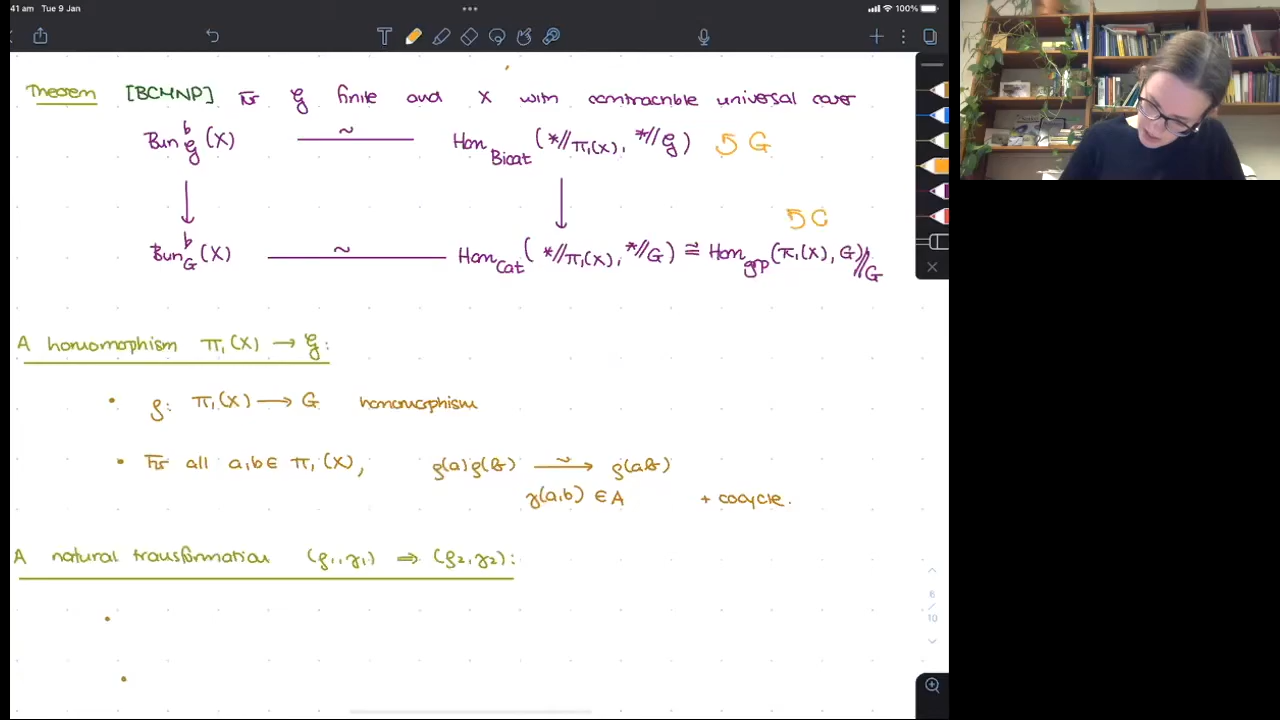 41 am Tue 9 Jan
100%
Theorem [BCMNP] For 𝒢 finite and X with contractible universal cover
Bun^b_𝒢 (X) ~ Hom_Bicat (*//π₁(X), *//𝒢) ↺ G
↺ G
Bun^b_G (X) ~ Hom_Cat (*//π₁(X), *//G) ≅ Hom_grp (π₁(X), G)//G
A homomorphism π₁(X) → 𝒢:
• ρ: π₁(X) → G homomorphism
• For all a,b ∈ π₁(X), ρ(a)ρ(b) ~→ ρ(ab)
γ(a,b) ∈ A + cocycle.
A natural transformation (ρ₁,γ₁) ⇒ (ρ₂,γ₂):
•
•
6
/
10